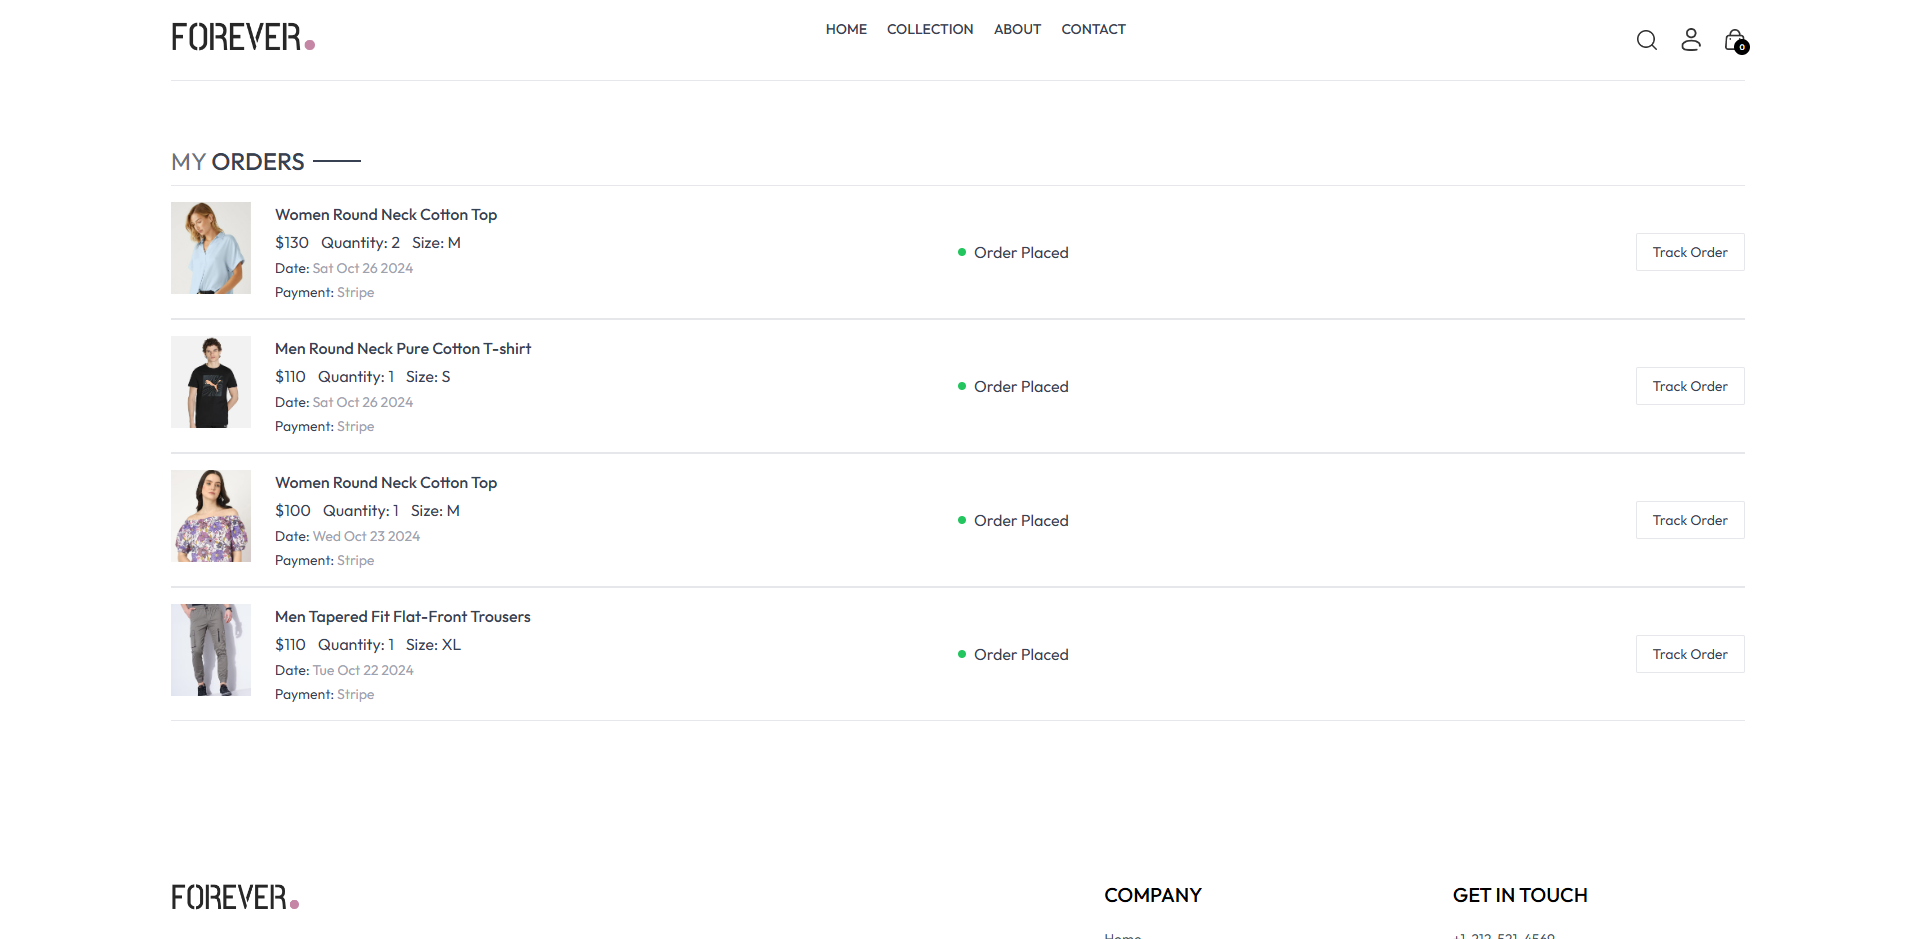 FOREVER.
HOME COLLECTION ABOUT CONTACT
0
MY ORDERS
Women Round Neck Cotton Top
$130 Quantity: 2 Size: M
Date: Sat Oct 26 2024
Payment: Stripe
Order Placed
Track Order
Men Round Neck Pure Cotton T-shirt
$110 Quantity: 1 Size: S
Date: Sat Oct 26 2024
Payment: Stripe
Order Placed
Track Order
Women Round Neck Cotton Top
$100 Quantity: 1 Size: M
Date: Wed Oct 23 2024
Payment: Stripe
Order Placed
Track Order
Men Tapered Fit Flat-Front Trousers
$110 Quantity: 1 Size: XL
Date: Tue Oct 22 2024
Payment: Stripe
Order Placed
Track Order
FOREVER.
COMPANY
Home
GET IN TOUCH